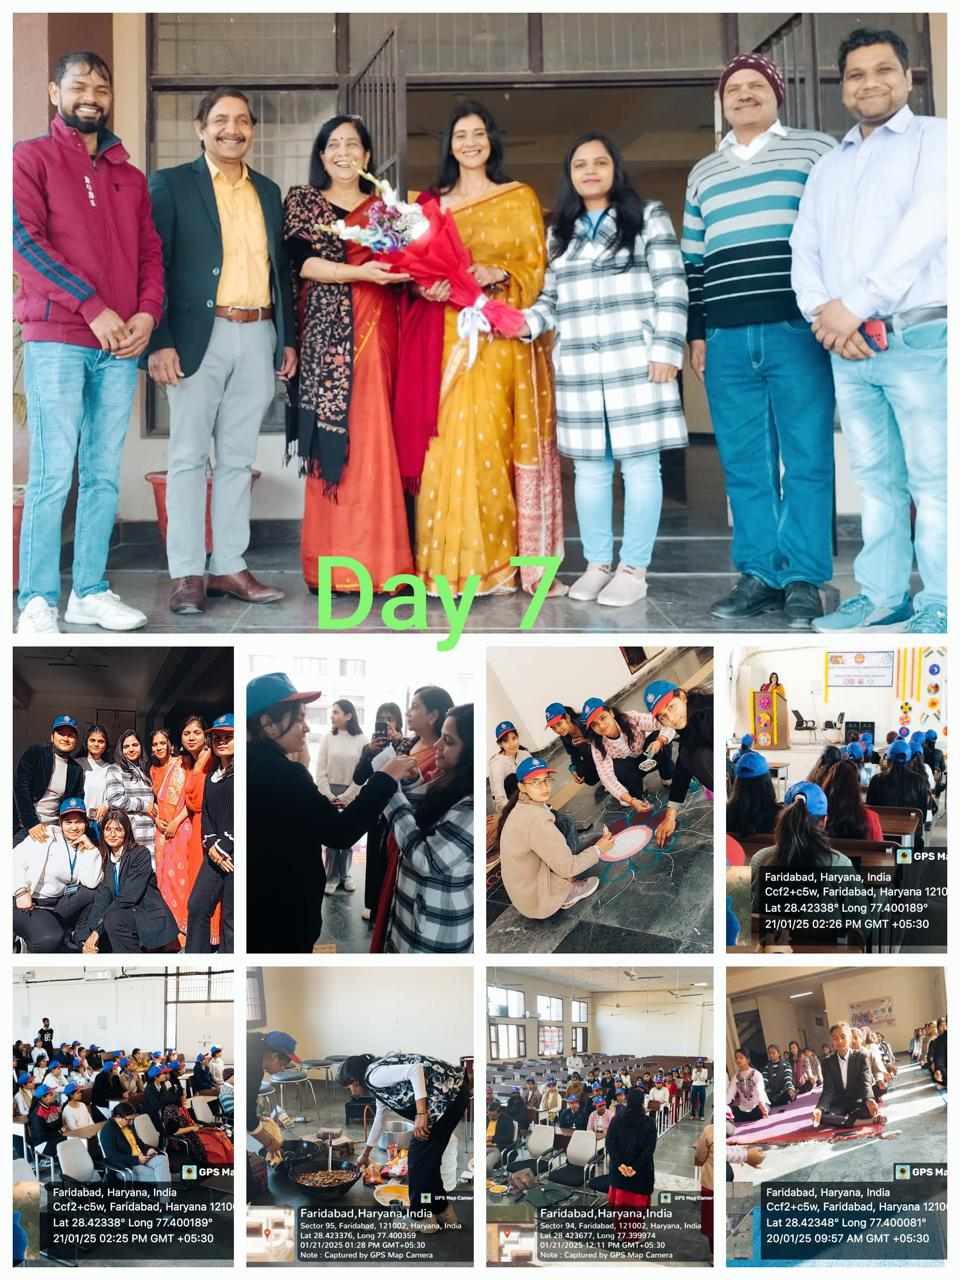 Day 7
GPS Ma
Faridabad, Haryana, India
Ccf2+c5w, Faridabad, Haryana 1210
Lat 28.42338° Long 77.400189°
21/01/25 02:26 PM GMT +05:30
GPS Ma
Faridabad, Haryana, India
Ccf2+c5w, Faridabad, Haryana 1210
Lat 28.42338° Long 77.400189°
21/01/25 02:25 PM GMT +05:30
GPS Map Camera
Faridabad,Haryana,India
Sector 95, Faridabad, 121002, Haryana, India
Lat 28.423376, Long 77.400359
01/21/2025 01:28 PM GMT+05:30
Note : Captured by GPS Map Camera
GPS Map Camera
Faridabad,Haryana,India
Sector 94, Faridabad, 121002, Haryana, India
Lat 28.423677, Long 77.399974
01/21/2025 12:11 PM GMT+05:30
Note : Captured by GPS Map Camera
GPS Ma
Faridabad, Haryana, India
Ccf2+c5w, Faridabad, Haryana 1210
Lat 28.42348° Long 77.400081°
20/01/25 09:57 AM GMT +05:30